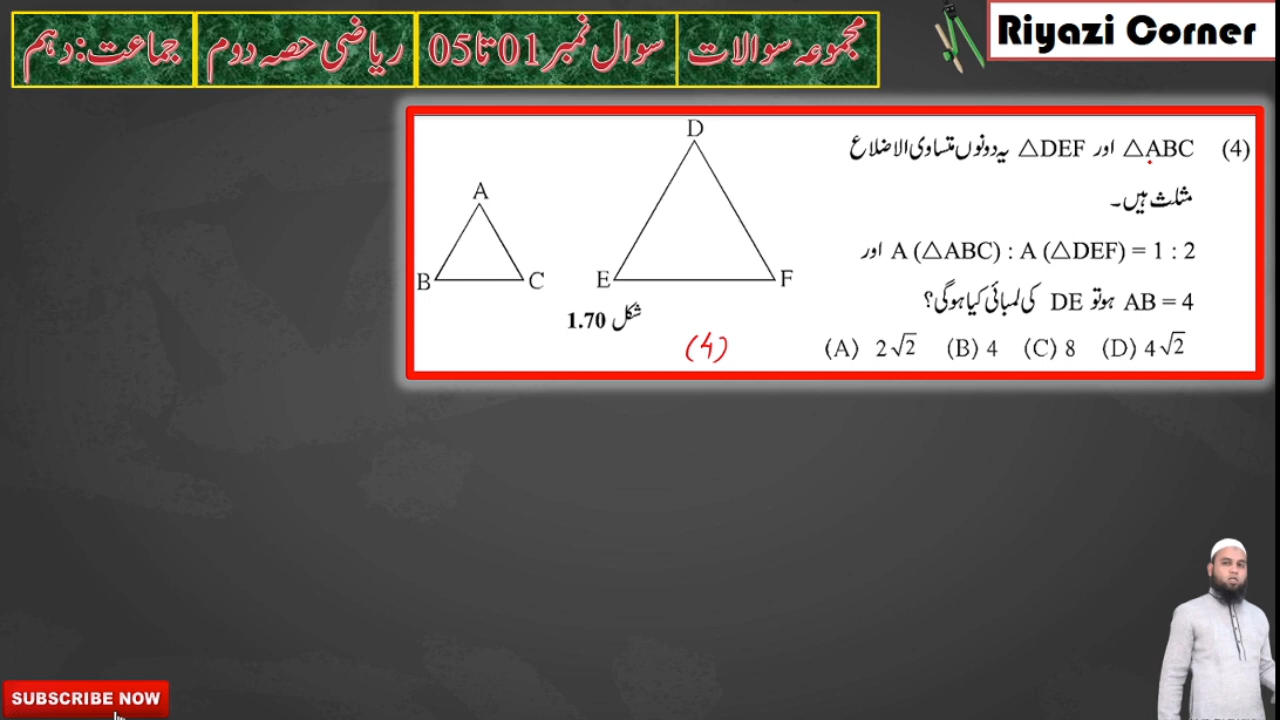 مجموعہ سوالات
سوال نمبر 01 تا 05
ریاضی حصہ دوم
جماعت: دہم
Riyazi Corner
(4) △ABC اور △DEF یہ دونوں متساوی الاضلاع
مثلث ہیں۔
A (△ABC) : A (△DEF) = 1 : 2 اور
AB = 4 ہو تو DE کی لمبائی کیا ہوگی؟
(A) 2√2 (B) 4 (C) 8 (D) 4√2
A
B
C
D
E
F
شکل 1.70
(4)
SUBSCRIBE NOW